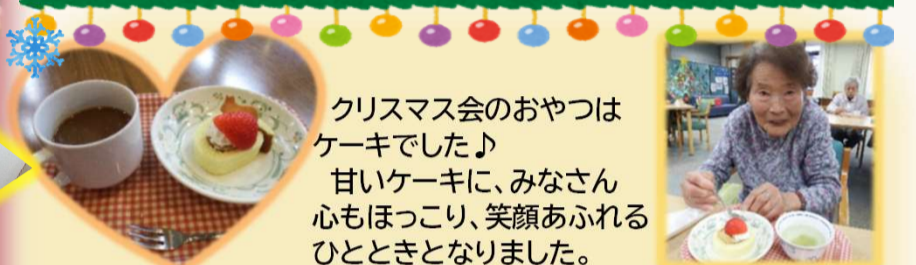 クリスマス会のおやつは
ケーキでした♪
甘いケーキに、みなさん
心もほっこり、笑顔あふれる
ひとときとなりました。